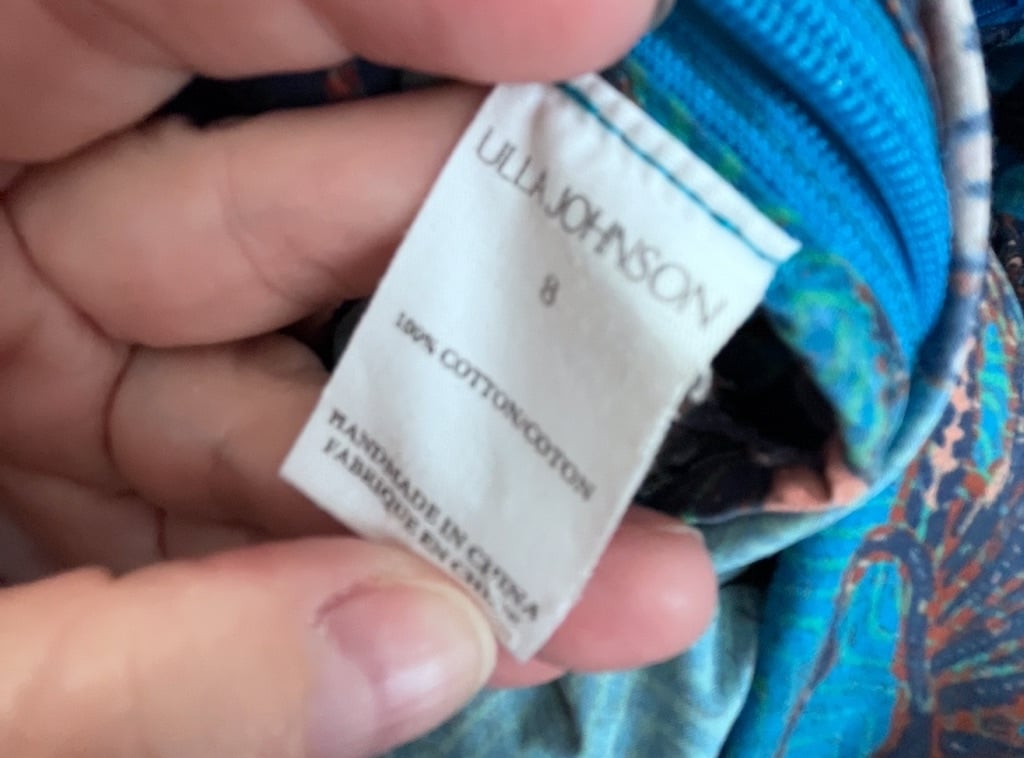 ULLA JOHNSON
8
100% COTTON/COTON
HANDMADE IN CHINA
FABRIQUE EN CHINE